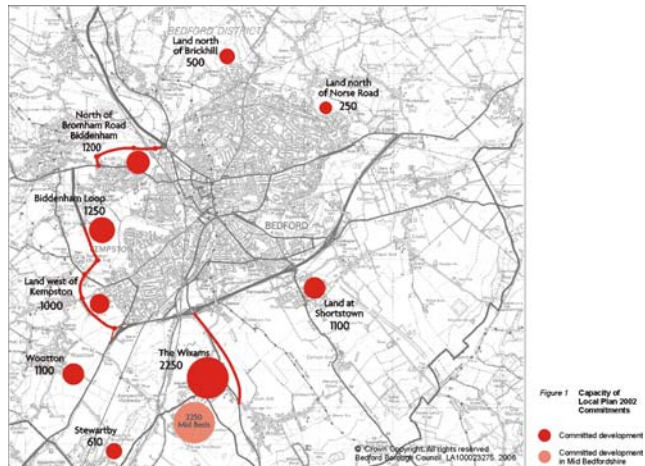 BEDFORD DISTRICT
Land north
of Brickhill
500
Land north
of Norse Road
250
North of
Bromham Road
Biddenham
1200
Biddenham Loop
1250
BEDFORD
KEMPSTON
Land west of
Kempston
1000
Land at
Shortstown
1100
Wootton
1100
Wootton
The Wixams
2250
2250
Mid Beds
Stewartby
610
© Crown Copyright. All rights reserved
Bedford Borough Council. LA100023275. 2006
Figure 1 Capacity of
Local Plan 2002
Commitments
Committed development
Committed development
in Mid Bedfordshire